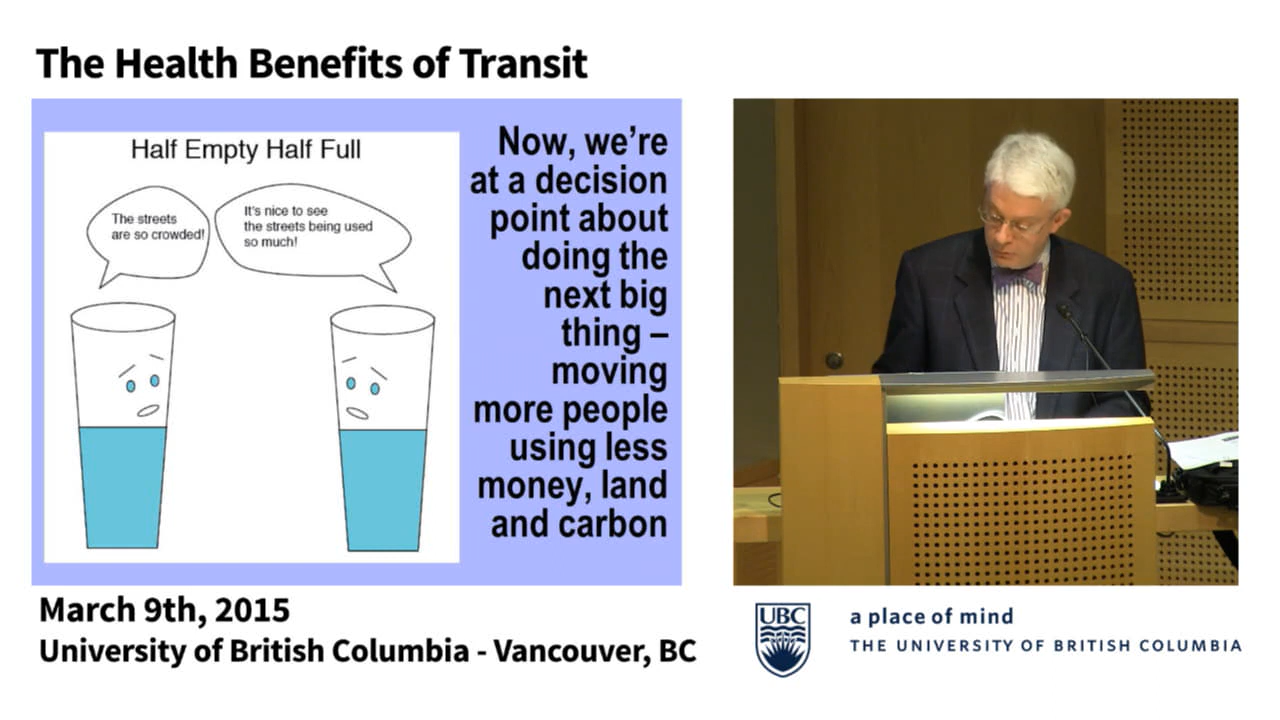 The Health Benefits of Transit
Half Empty Half Full
The streets
are so crowded!
It's nice to see
the streets being used
so much!
Now, we’re
at a decision
point about
doing the
next big
thing –
moving
more people
using less
money, land
and carbon
March 9th, 2015
University of British Columbia - Vancouver, BC
UBC
a place of mind
THE UNIVERSITY OF BRITISH COLUMBIA